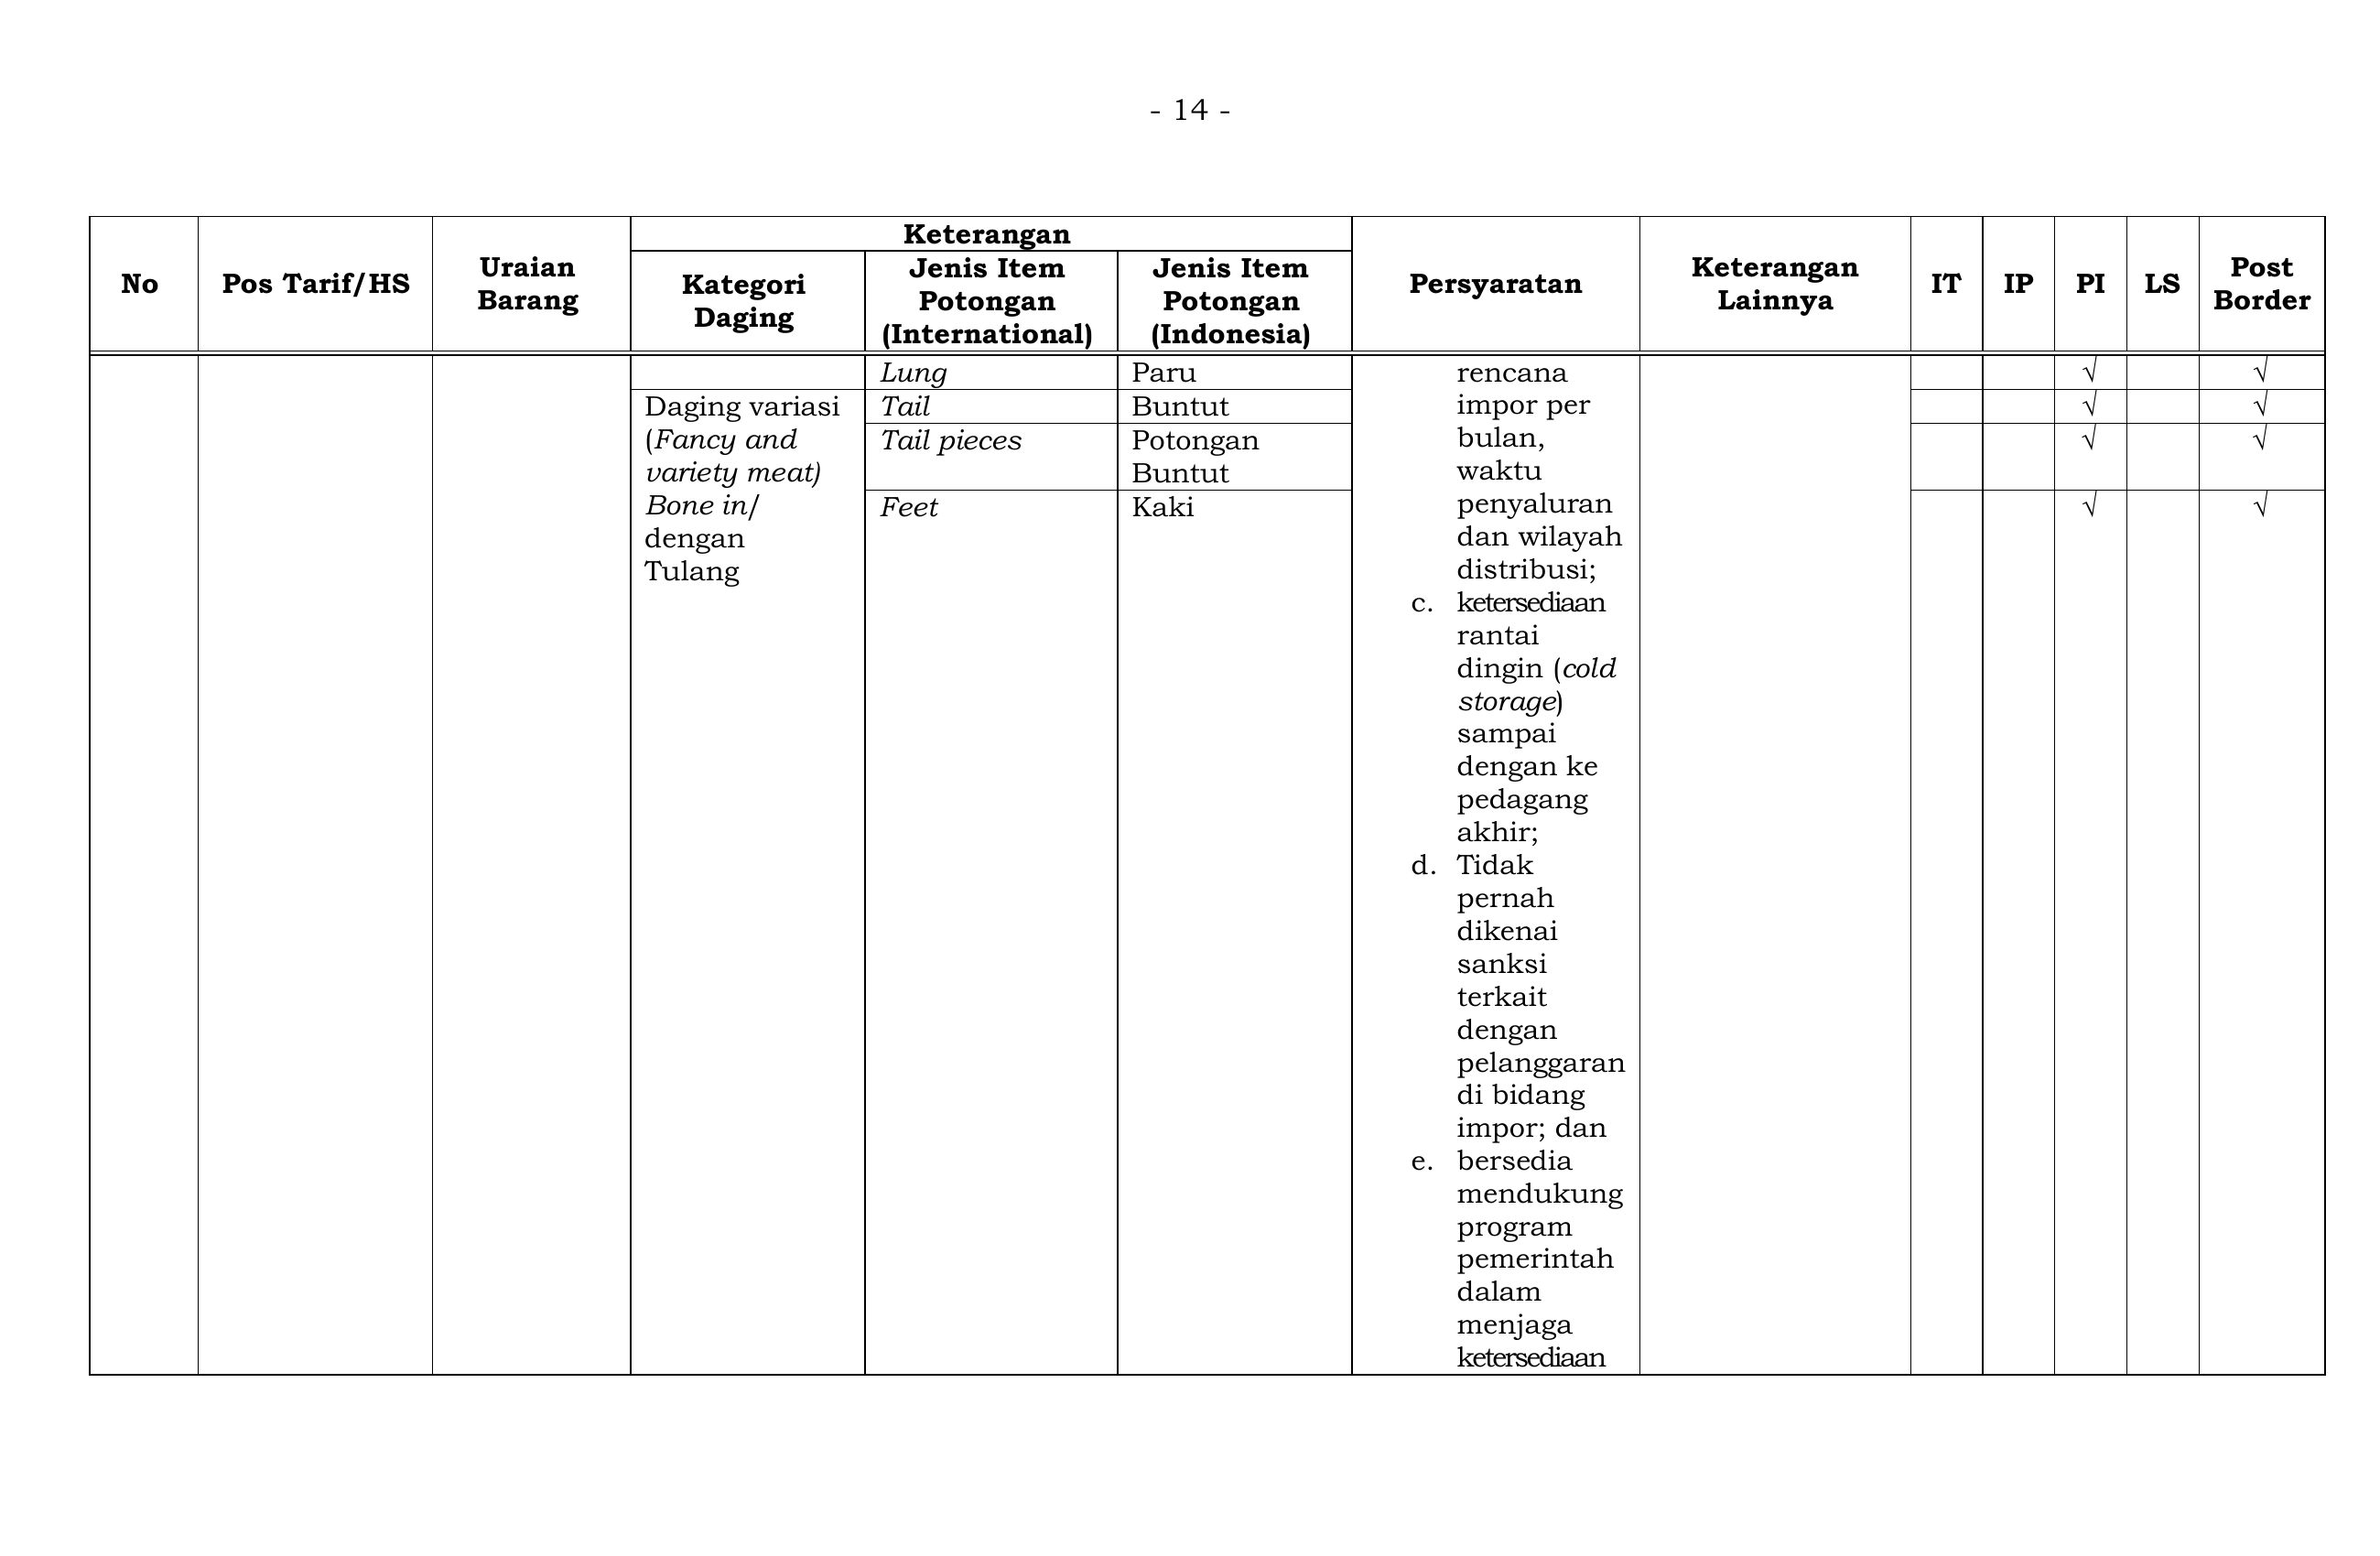 - 14 -
No
Pos Tarif/HS
Uraian
Barang
Keterangan
Kategori
Daging
Jenis Item
Potongan
(International)
Jenis Item
Potongan
(Indonesia)
Persyaratan
Keterangan
Lainnya
IT
IP
PI
LS
Post
Border
Lung
Paru
√
√
Daging variasi
(Fancy and
variety meat)
Bone in/
dengan
Tulang
Tail
Buntut
√
√
Tail pieces
Potongan
Buntut
√
√
Feet
Kaki
√
√
rencana
impor per
bulan,
waktu
penyaluran
dan wilayah
distribusi;
c. ketersediaan
rantai
dingin (cold
storage)
sampai
dengan ke
pedagang
akhir;
d. Tidak
pernah
dikenai
sanksi
terkait
dengan
pelanggaran
di bidang
impor; dan
e. bersedia
mendukung
program
pemerintah
dalam
menjaga
ketersediaan